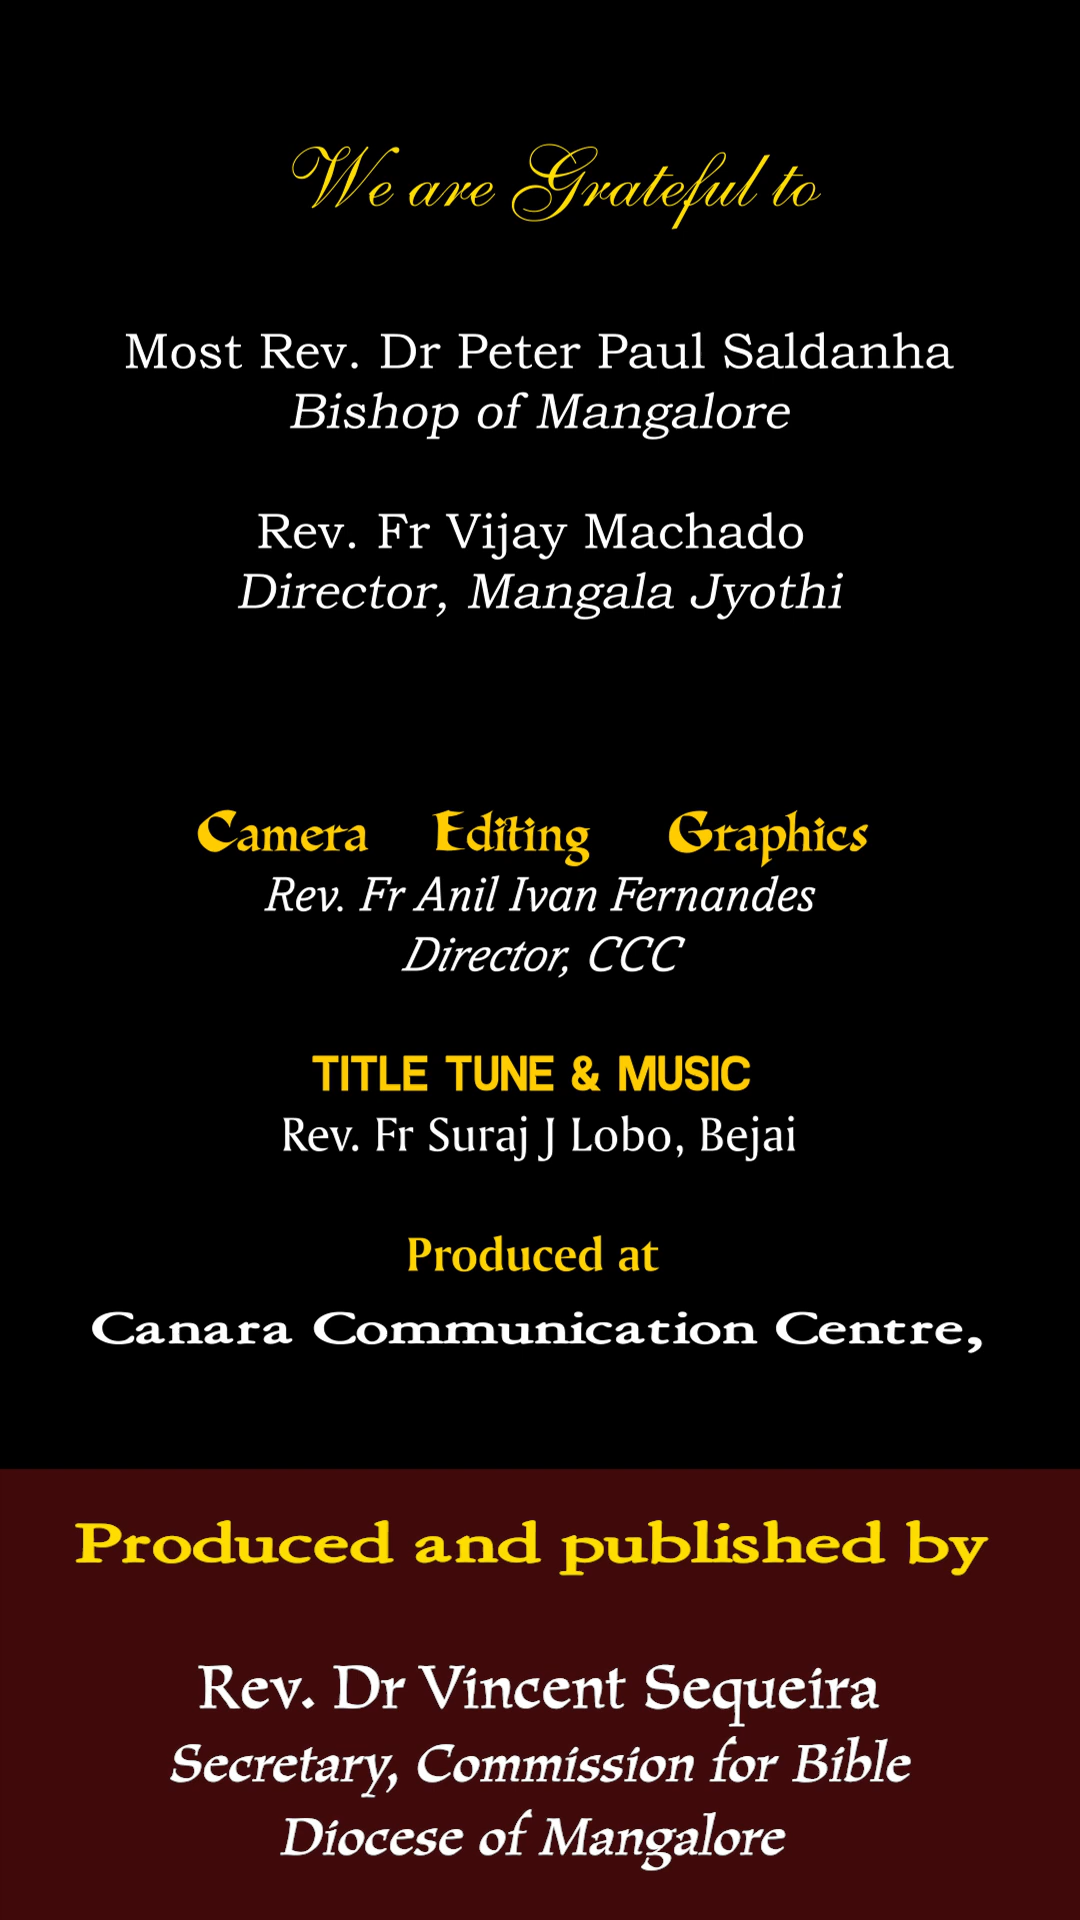 We are Grateful to
Most Rev. Dr Peter Paul Saldanha
Bishop of Mangalore
Rev. Fr Vijay Machado
Director, Mangala Jyothi
Camera Editing Graphics
Rev. Fr Anil Ivan Fernandes
Director, CCC
TITLE TUNE & MUSIC
Rev. Fr Suraj J Lobo, Bejai
Produced at
Canara Communication Centre,
Produced and published by
Rev. Dr Vincent Sequeira
Secretary, Commission for Bible
Diocese of Mangalore